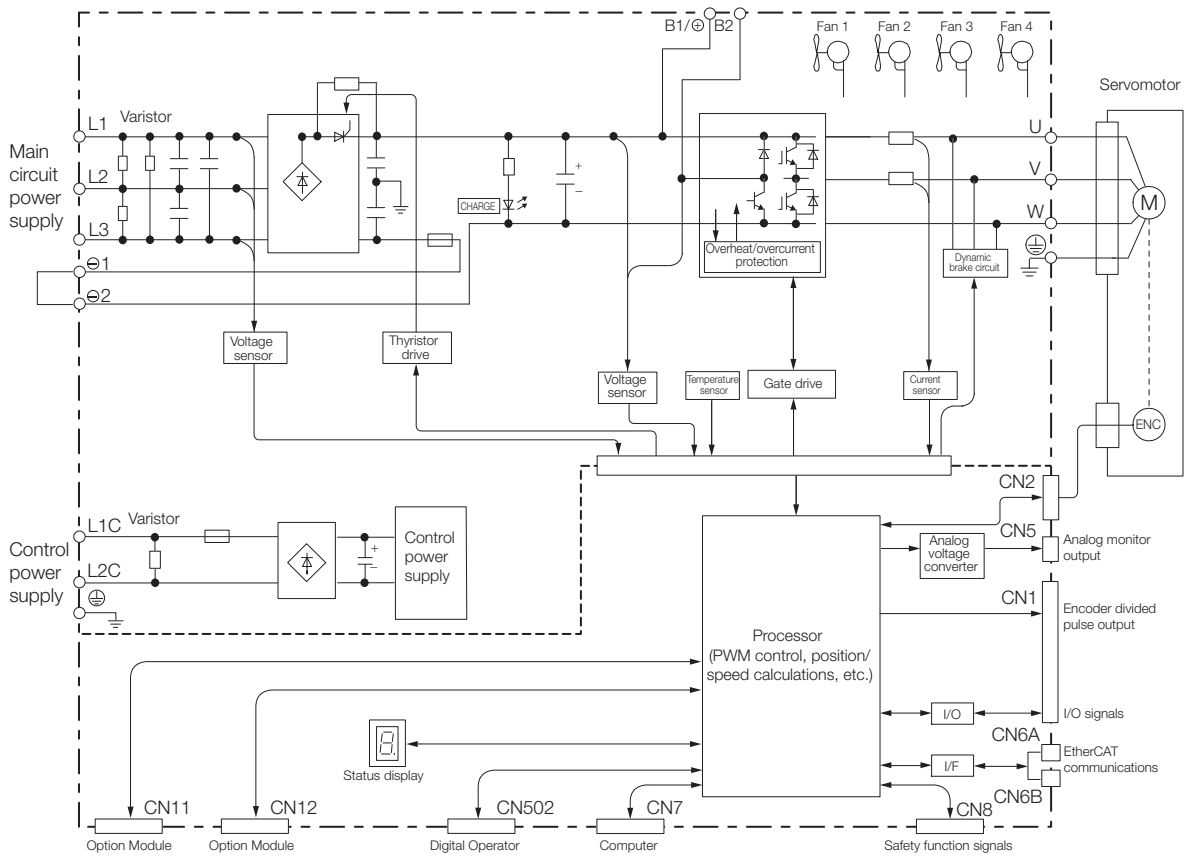 B1/⊕ B2
Fan 1 Fan 2 Fan 3 Fan 4
Servomotor
Main
circuit
power
supply
L1
Varistor
L2
L3
⊖1
⊖2
CHARGE
+
−
Overheat/overcurrent
protection
U
V
W
M
Dynamic
brake circuit
Voltage
sensor
Thyristor
drive
Voltage
sensor
Temperature
sensor
Gate drive
Current
sensor
ENC
Control
power
supply
L1C
Varistor
L2C
+
−
Control
power
supply
CN2
CN5
Analog
voltage
converter
Analog monitor
output
CN1
Encoder divided
pulse output
Processor
(PWM control, position/
speed calculations, etc.)
I/O
I/O signals
CN6A
I/F
EtherCAT
communications
CN6B
8.
Status display
CN11
Option Module
CN12
Option Module
CN502
Digital Operator
CN7
Computer
CN8
Safety function signals